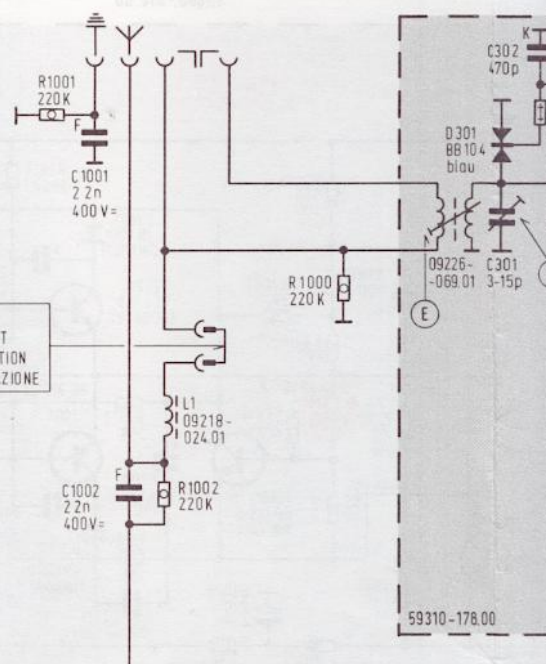 K
C302
470p
R1001
220K
F
D301
BB104
blau
C1001
2 2n
400V=
09226-
-069.01
C301
3-15p
R1000
220K
E
T
TION
AZIONE
L1
09218-
024.01
F
C1002
2 2n
400V=
R1002
220K
59310-178.00